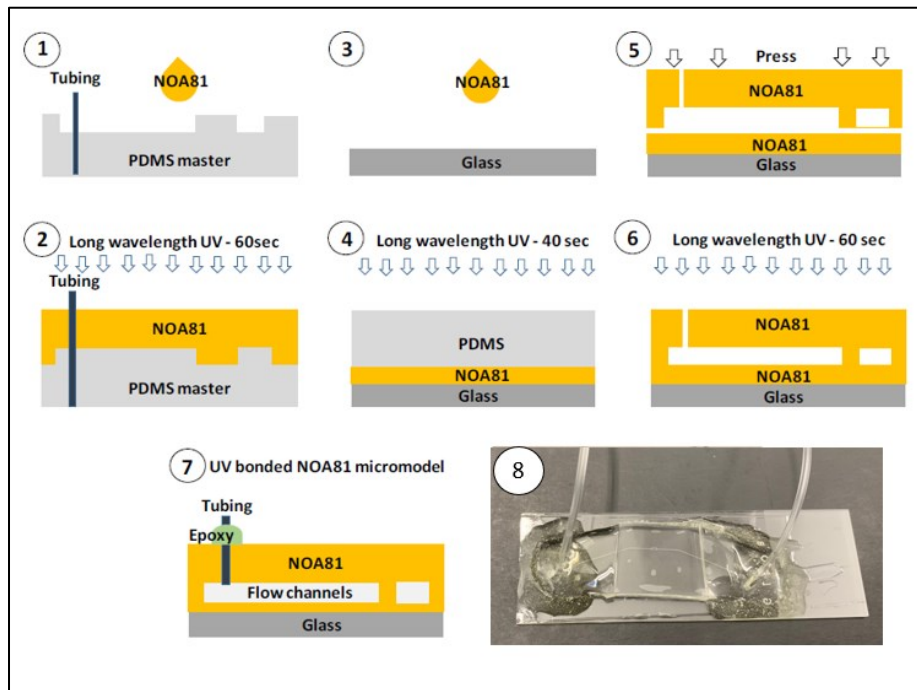 1
Tubing
NOA81
PDMS master
3
NOA81
Glass
5
Press
NOA81
NOA81
Glass
2
Long wavelength UV - 60sec
Tubing
NOA81
PDMS master
4
Long wavelength UV - 40 sec
PDMS
NOA81
Glass
6
Long wavelength UV - 60 sec
NOA81
NOA81
Glass
7
UV bonded NOA81 micromodel
Tubing
Epoxy
NOA81
Flow channels
Glass
8